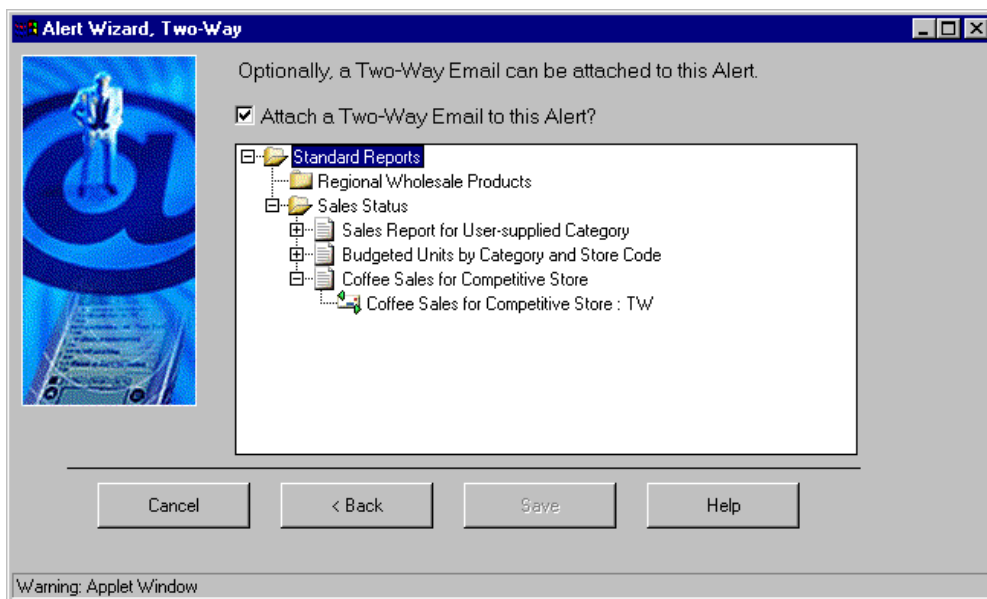 Alert Wizard, Two-Way
Optionally, a Two-Way Email can be attached to this Alert.
Attach a Two-Way Email to this Alert?
Standard Reports
Regional Wholesale Products
Sales Status
Sales Report for User-supplied Category
Budgeted Units by Category and Store Code
Coffee Sales for Competitive Store
Coffee Sales for Competitive Store : TW
Cancel
< Back
Save
Help
Warning: Applet Window